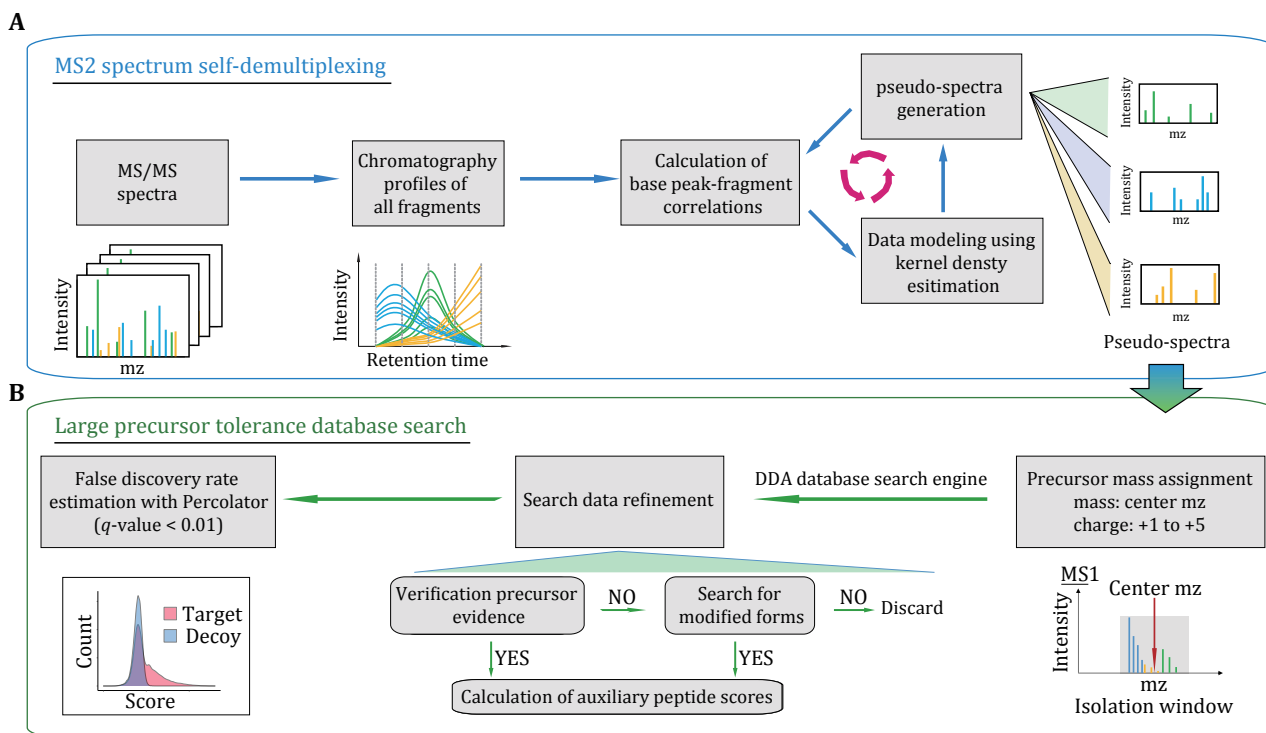 A
MS2 spectrum self-demultiplexing
MS/MS
spectra
Intensity
mz
Chromatography
profiles of
all fragments
Intensity
Retention time
Calculation of
base peak-fragment
correlations
pseudo-spectra
generation
Data modeling using
kernel densty
esitimation
Intensity
mz
Intensity
mz
Intensity
mz
Pseudo-spectra
B
Large precursor tolerance database search
False discovery rate
estimation with Percolator
(q-value < 0.01)
Search data refinement
DDA database search engine
Precursor mass assignment
mass: center mz
charge: +1 to +5
Count
Target
Decoy
Score
Verification precursor
evidence
NO
Search for
modified forms
NO
Discard
YES
YES
Calculation of auxiliary peptide scores
MS1
Center mz
Intensity
mz
Isolation window